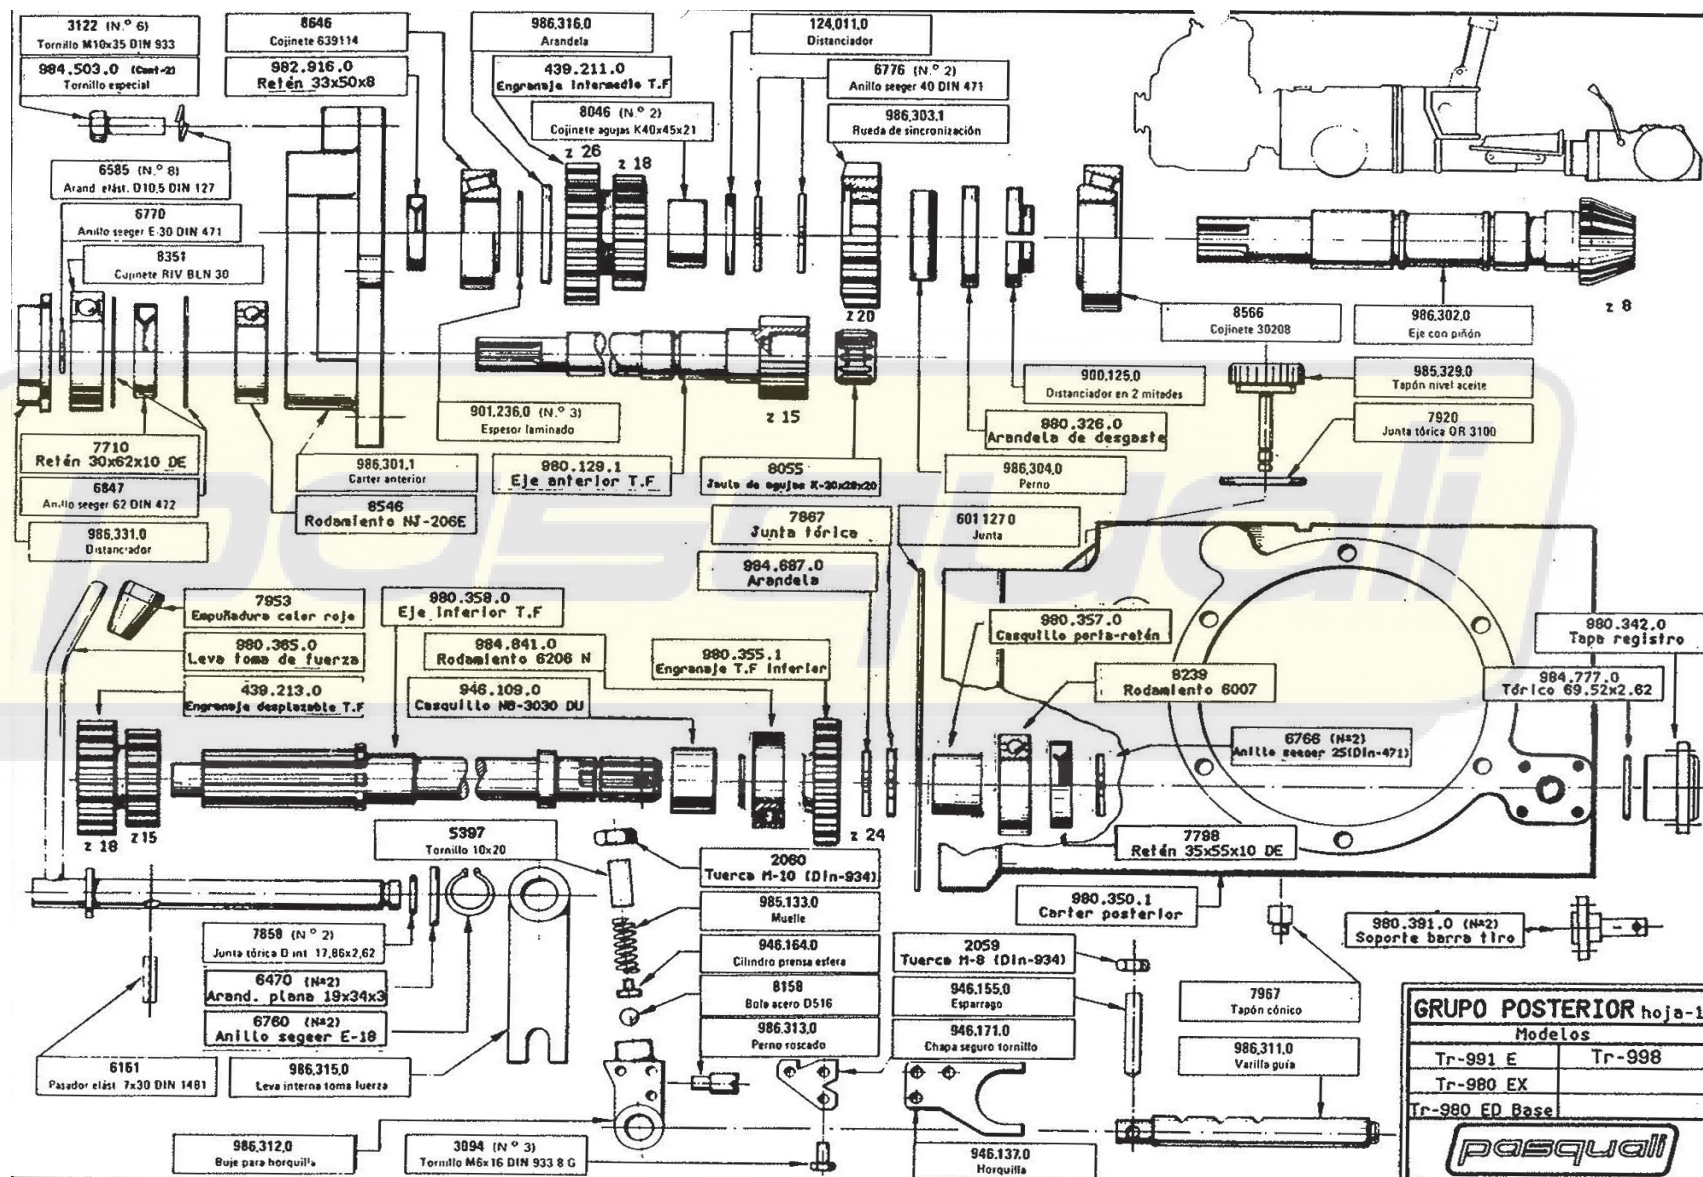 3122 (N.º 6)
Tornillo M10x35 DIN 933
984.503.0 (Cant-2)
Tornillo especial
8646
Cojinete 639114
982.916.0
Retén 33x50x8
986,316.0
Arandela
439.211.0
Engranaje Intermedio T.F
8046 (N.º 2)
Cojinete agujas K40x45x21
124,011.0
Distanciador
6776 (N.º 2)
Anillo seeger 40 DIN 471
986,303.1
Rueda de sincronización
z 26
z 18
6585 (N.º 8)
Arand elást. D10,5 DIN 127
6770
Anillo seeger E-30 DIN 471
8351
Cojinete RIV BLN 30
z 20
8566
Cojinete 30208
986,302,0
Eje con piñón
z 8
900,125.0
Distanciador en 2 mitades
985,329.0
Tapón nivel aceite
901,236,0 (N.º 3)
Espesor laminado
z 15
980.326.0
Arandela de desgaste
7920
Junta tórica OR 3100
7710
Retén 30x62x10 DE
6847
Anillo seeger 62 DIN 472
986,331.0
Distanciador
986,301,1
Carter anterior
8546
Rodamiento NJ-206E
980.129.1
Eje anterior T.F
8055
Jaula de agujas K-20x28x20
986,304,0
Perno
7867
Junta tórica
984.687.0
Arandela
601 127 0
Junta
7953
Empuñadura color rojo
980.365.0
Leva toma de fuerza
439.213.0
Engranaje desplazable T.F
980.358.0
Eje Inferior T.F
984.841.0
Rodamiento 6206 N
946.109.0
Casquillo NB-3030 DU
980.355.1
Engranaje T.F Inferior
980.357.0
Casquillo porta-retén
8239
Rodamiento 6007
980.342.0
Tapa registro
984.777.0
Tórico 69.52x2.62
6766 (Nº2)
Anillo seeger 25(Din-471)
z 18
z15
z 24
5397
Tornillo 10x20
2060
Tuerca M-10 (Din-934)
7798
Retén 35x55x10 DE
985,133.0
Muelle
980.350.1
Carter posterior
980.391.0 (Nº2)
Soporte barra tiro
7858 (N º 2)
Junta tórica D int 17,86x2,62
946,164.0
Cilindro prensa esfera
2059
Tuerca M-8 (Din-934)
6470 (Nº2)
Arand. plana 19x34x3
8158
Bola acero D516
946.155,0
Esparrago
7967
Tapón cónico
6760 (Nº2)
Anillo segeer E-18
986.313,0
Perno roscado
946.171.0
Chapa seguro tornillo
6161
Pasador elást 7x30 DIN 1481
986,315,0
Leva interna toma fuerza
986,311,0
Varilla guía
986,312,0
Buje para horquilla
3094 (N º 3)
Tornillo M6x16 DIN 933 8 G
946.137.0
Horquilla
GRUPO POSTERIOR hoja-1
Modelos
Tr-991 E
Tr-998
Tr-980 EX
Tr-980 ED Base
pasquali
pasquali